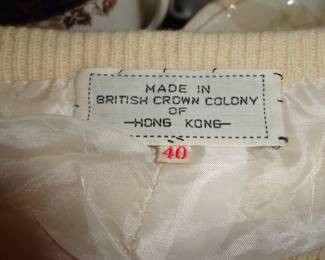 MADE IN
BRITISH CROWN COLONY
OF
HONG KONG
40